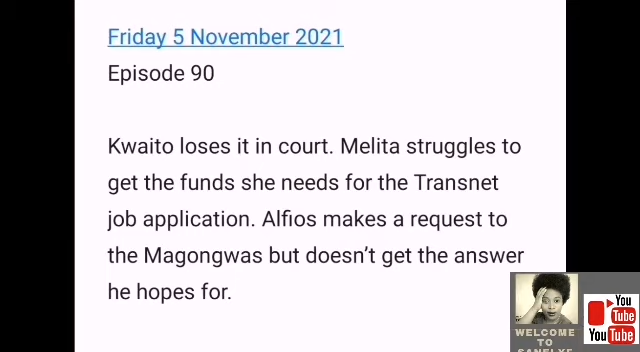 Friday 5 November 2021
Episode 90
Kwaito loses it in court. Melita struggles to
get the funds she needs for the Transnet
job application. Alfios makes a request to
the Magongwas but doesn't get the answer
he hopes for.
You
Tube
YouTube
WELCOME
TO